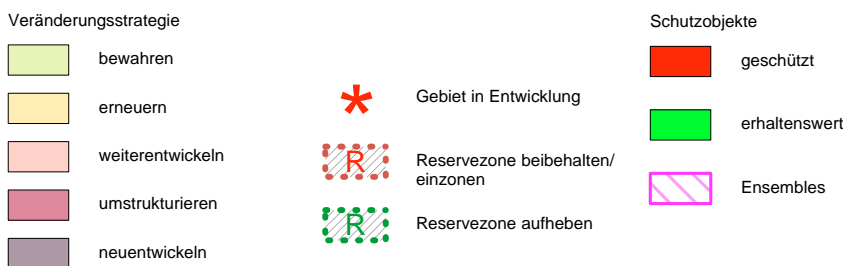 Veränderungsstrategie
bewahren
erneuern
weiterentwickeln
umstrukturieren
neuentwickeln
* Gebiet in Entwicklung
R Reservezone beibehalten/
einzonen
R Reservezone aufheben
Schutzobjekte
geschützt
erhaltenswert
Ensembles